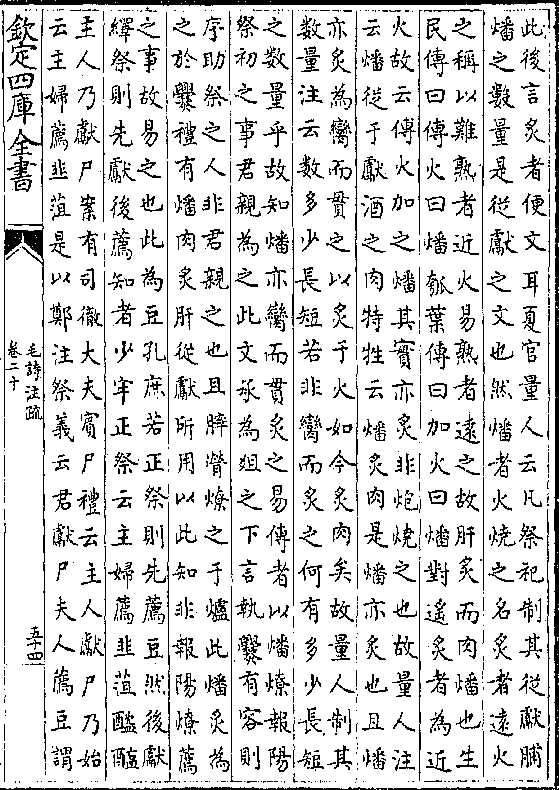 此後言炙者便文耳夏官量人云凡祭祀制其從獻脯
燔之數量是從獻之文也然燔者火燒之名炙者遠火
之稱以難熟者近火易熟者遠之故肝炙而肉燔也生
民傳曰傳火曰燔瓠葉傳曰加火曰燔對遙炙者為近
火故云傳火加之燔其實亦炙非炮燒之也故量人注
云燔從于獻酒之肉特牲云燔炙肉是燔亦炙也且燔
亦炙為臠而貫之以炙于火如今炙肉矣故量人制其
數量注云數多少長短若非臠而炙之何有多少長短
之數量乎故知燔亦臠而貫炙之易傳者以燔燎報陽
祭初之事君親為之此文承為俎之下言執爨有容則
序助祭之人非君親之也且膟膋燎之于爐此燔炙為
之於爨禮有燔肉炙肝從獻所用以此知非報陽燎薦
之事故易之也此為豆孔庶若正祭則先薦豆然後獻
繹祭則先獻後薦知者少牢正祭云主婦薦韭菹醓醢
主人乃獻尸案有司徹大夫賓尸禮云主人獻尸乃始
云主婦薦韭菹是以鄭注祭義云君獻尸夫人薦豆謂
欽定四庫全書
毛詩注疏
卷二十
五十四